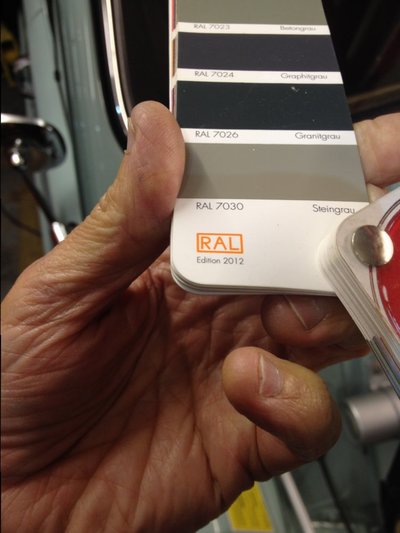 RAL 7023 Betongrau
RAL 7024 Graphitgrau
RAL 7026 Granitgrau
RAL 7030 Steingrau
RAL
Edition 2012